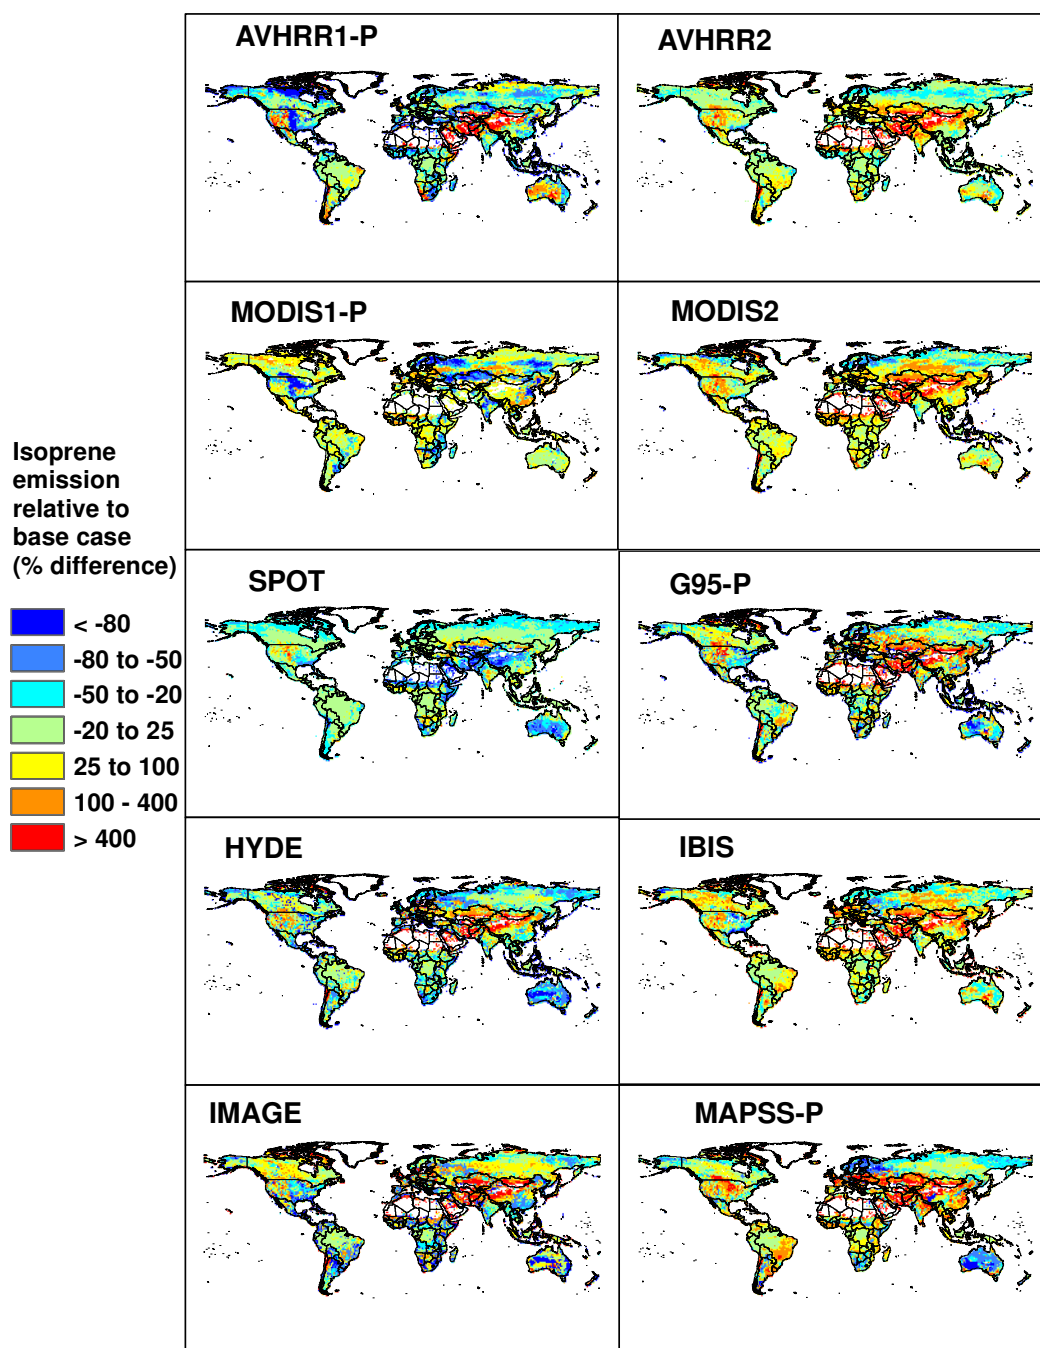 AVHRR1-P
AVHRR2
MODIS1-P
MODIS2
Isoprene
emission
relative to
base case
(% difference)
< -80
-80 to -50
-50 to -20
-20 to 25
25 to 100
100 - 400
> 400
SPOT
G95-P
HYDE
IBIS
IMAGE
MAPSS-P